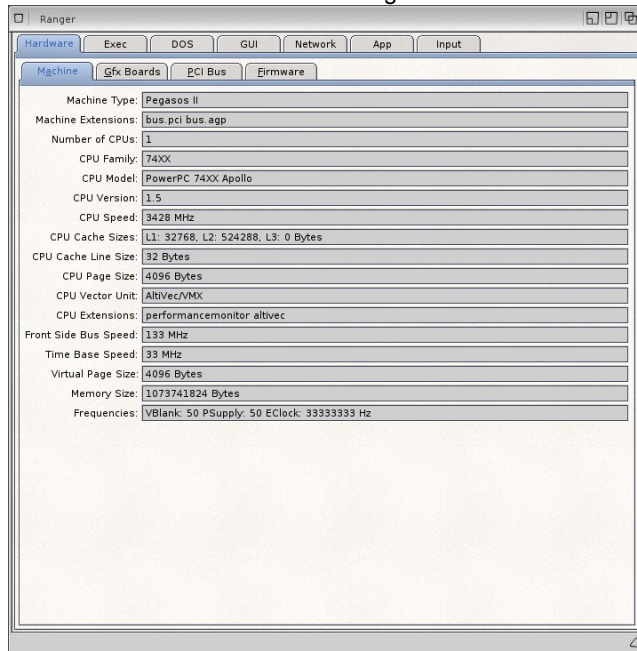 Ranger
Hardware Exec DOS GUI Network App Input
Machine Gfx Boards PCI Bus Firmware
Machine Type: Pegasos II
Machine Extensions: bus.pci bus.agp
Number of CPUs: 1
CPU Family: 74XX
CPU Model: PowerPC 74XX Apollo
CPU Version: 1.5
CPU Speed: 3428 MHz
CPU Cache Sizes: L1: 32768, L2: 524288, L3: 0 Bytes
CPU Cache Line Size: 32 Bytes
CPU Page Size: 4096 Bytes
CPU Vector Unit: AltiVec/VMX
CPU Extensions: performancemonitor altivec
Front Side Bus Speed: 133 MHz
Time Base Speed: 33 MHz
Virtual Page Size: 4096 Bytes
Memory Size: 1073741824 Bytes
Frequencies: VBlank: 50 PSupply: 50 EClock: 33333333 Hz